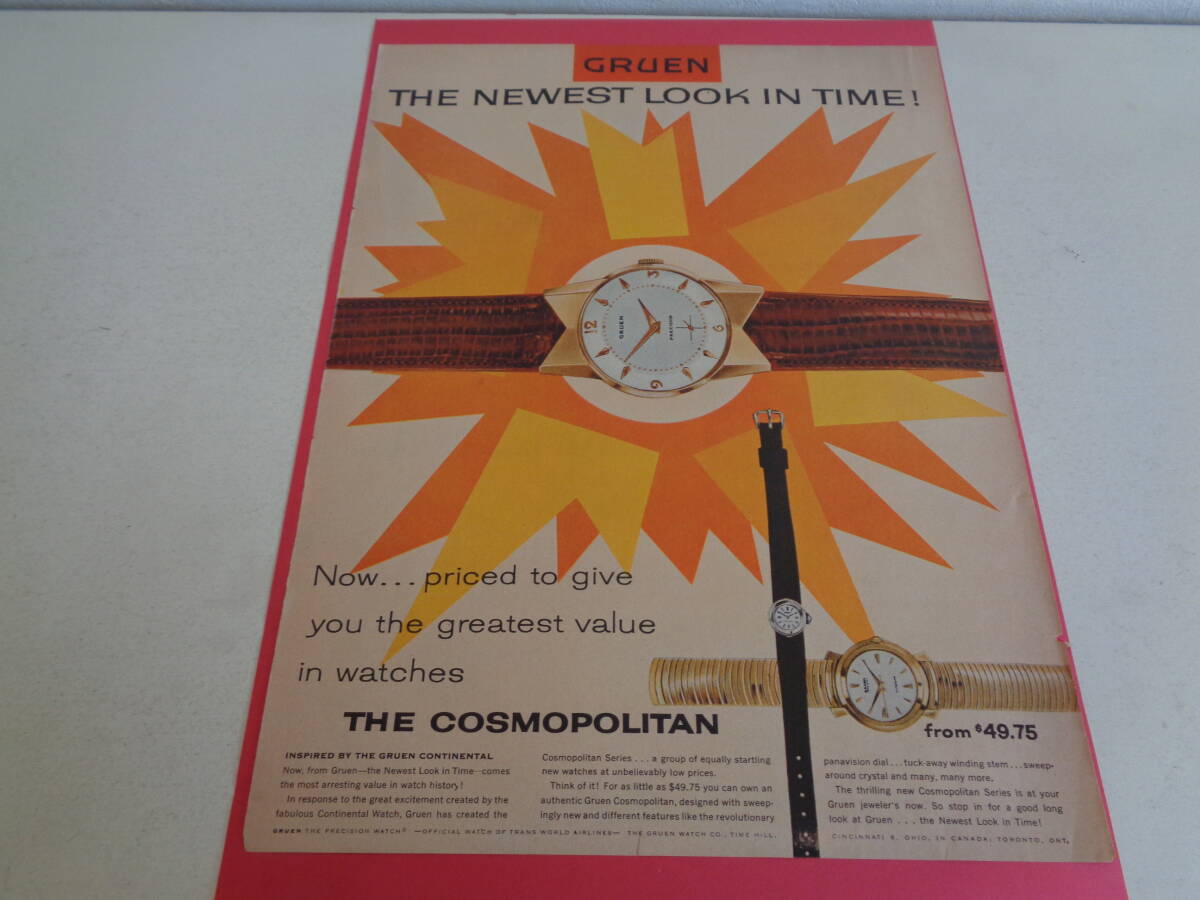 GRUEN
THE NEWEST LOOK IN TIME!
12
3
6
9
GRUEN
PRECISION
Now... priced to give
you the greatest value
in watches
THE COSMOPOLITAN
from $49.75
INSPIRED BY THE GRUEN CONTINENTAL
Now, from Gruen—the Newest Look in Time—comes
the most arresting value in watch history!
In response to the great excitement created by the
fabulous Continental Watch, Gruen has created the
Cosmopolitan Series . . . a group of equally startling
new watches at unbelievably low prices.
Think of it! For as little as $49.75 you can own an
authentic Gruen Cosmopolitan, designed with sweep-
ingly new and different features like the revolutionary
panavision dial...tuck-away winding stem...sweep-
around crystal and many, many more.
The thrilling new Cosmopolitan Series is at your
Gruen jeweler's now. So stop in for a good long
look at Gruen . . . the Newest Look in Time!
GRUEN THE PRECISION WATCH® —OFFICIAL WATCH OF TRANS WORLD AIRLINES— THE GRUEN WATCH CO., TIME HILL, CINCINNATI 6, OHIO, IN CANADA: TORONTO, ONT.